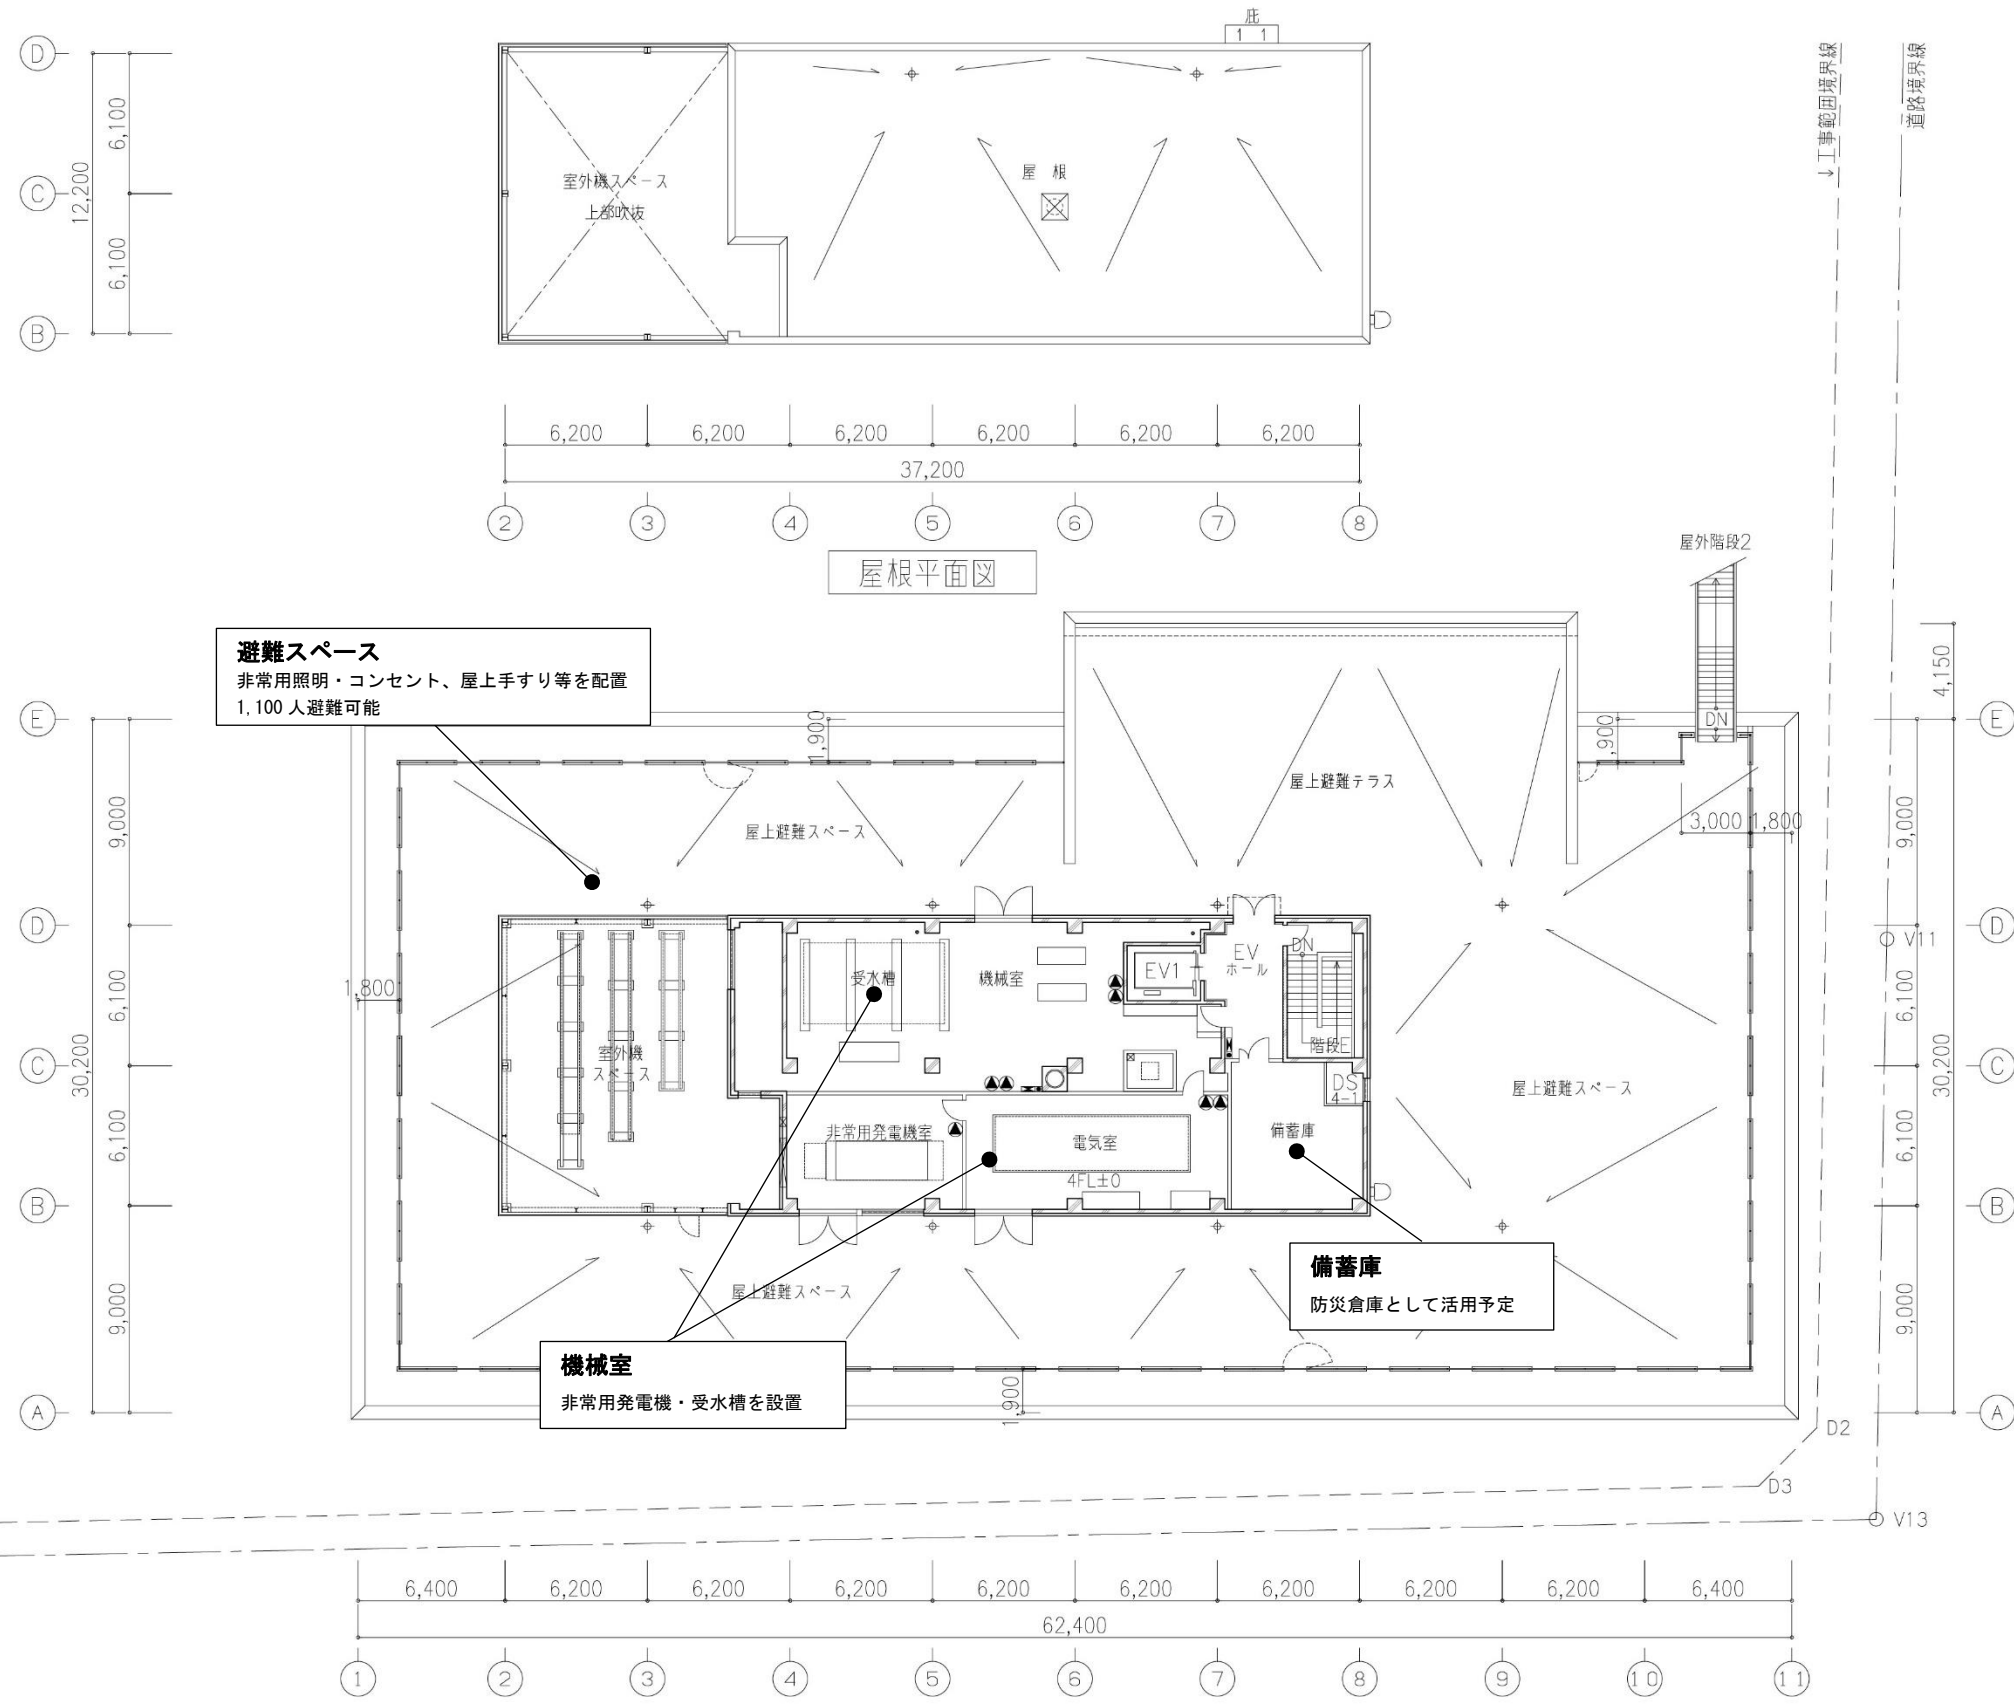 庇
1 1
D
C
B
6,100
6,100
12,200
室外機スペース
上部吹抜
屋 根
↓工事範囲境界線
道路境界線
6,200 6,200 6,200 6,200 6,200 6,200
37,200
2 3 4 5 6 7 8
屋根平面図
屋外階段2
避難スペース
非常用照明・コンセント、屋上手すり等を配置
1,100人避難可能
4,150
E
D
C
B
A
9,000
6,100
6,100
9,000
30,200
1,900
1,900
DN
屋上避難テラス
屋上避難スペース
3,000 1,800
1,800
E
D
C
B
A
9,000
6,100
6,100
9,000
30,200
V11
受水槽
機械室
EV1
EV
ホール
DN
階段E
DS
4-1
室外機
スペース
非常用発電機室
電気室
4FL±0
備蓄庫
屋上避難スペース
屋上避難スペース
備蓄庫
防災倉庫として活用予定
機械室
非常用発電機・受水槽を設置
1,900
D2
D3
V13
6,400 6,200 6,200 6,200 6,200 6,200 6,200 6,200 6,200 6,400
62,400
1 2 3 4 5 6 7 8 9 10 11